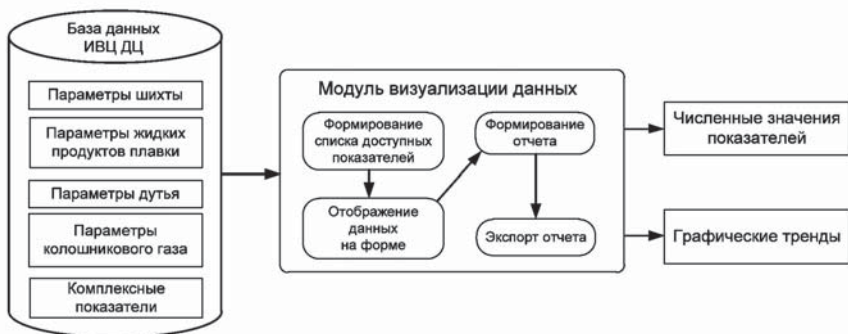 База данных
ИВЦ ДЦ
Параметры шихты
Параметры жидких
продуктов плавки
Параметры дутья
Параметры
колошникового газа
Комплексные
показатели
Модуль визуализации данных
Формирование
списка доступных
показателей
Отображение
данных
на форме
Формирование
отчета
Экспорт отчета
Численные значения
показателей
Графические тренды